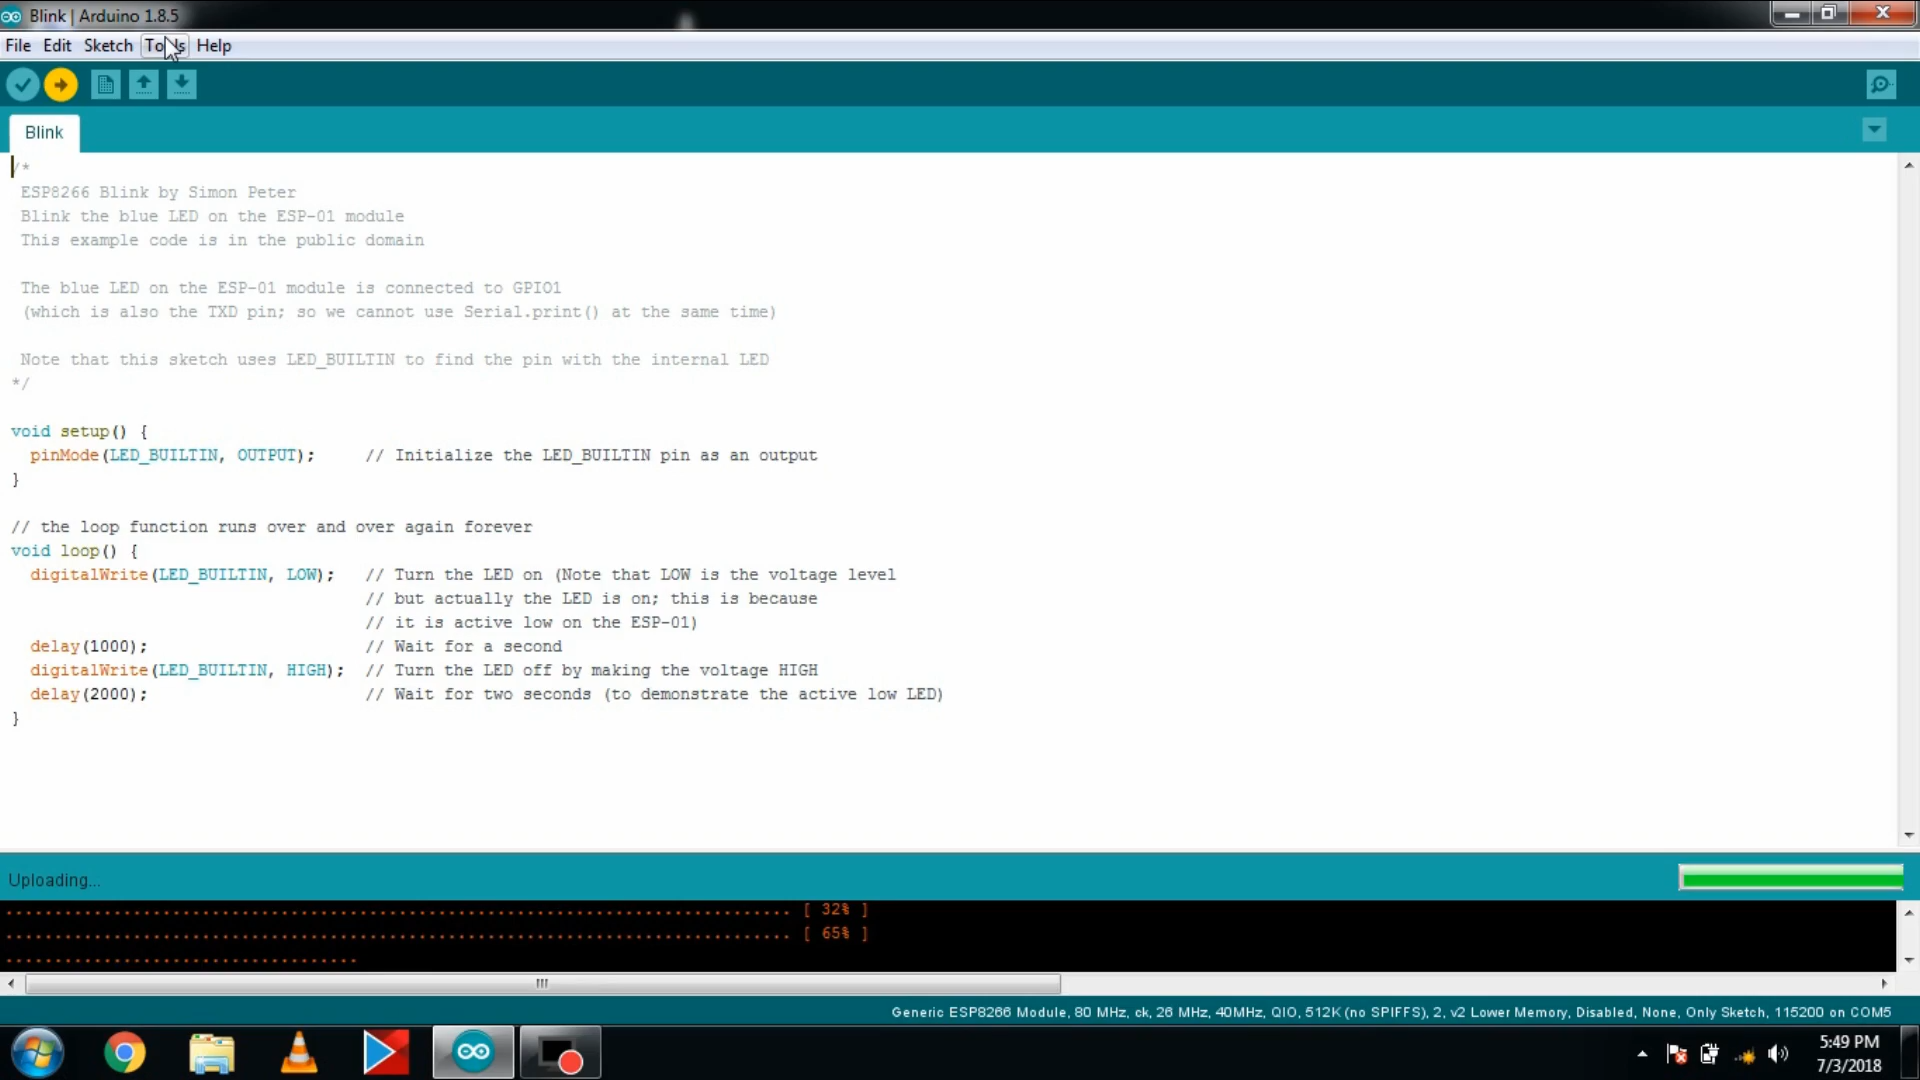 Blink | Arduino 1.8.5
File Edit Sketch Tools Help
Blink
/*
ESP8266 Blink by Simon Peter
Blink the blue LED on the ESP-01 module
This example code is in the public domain
The blue LED on the ESP-01 module is connected to GPIO1
(which is also the TXD pin; so we cannot use Serial.print() at the same time)
Note that this sketch uses LED_BUILTIN to find the pin with the internal LED
*/
void setup() {
pinMode(LED_BUILTIN, OUTPUT);     // Initialize the LED_BUILTIN pin as an output
}
// the loop function runs over and over again forever
void loop() {
digitalWrite(LED_BUILTIN, LOW);   // Turn the LED on (Note that LOW is the voltage level
// but actually the LED is on; this is because
// it is active low on the ESP-01)
delay(1000);                      // Wait for a second
digitalWrite(LED_BUILTIN, HIGH);  // Turn the LED off by making the voltage HIGH
delay(2000);                      // Wait for two seconds (to demonstrate the active low LED)
}
Uploading...
................................................................................ [ 32% ]
................................................................................ [ 65% ]
....................................
Generic ESP8266 Module, 80 MHz, ck, 26 MHz, 40MHz, QIO, 512K (no SPIFFS), 2, v2 Lower Memory, Disabled, None, Only Sketch, 115200 on COM5
5:49 PM
7/3/2018